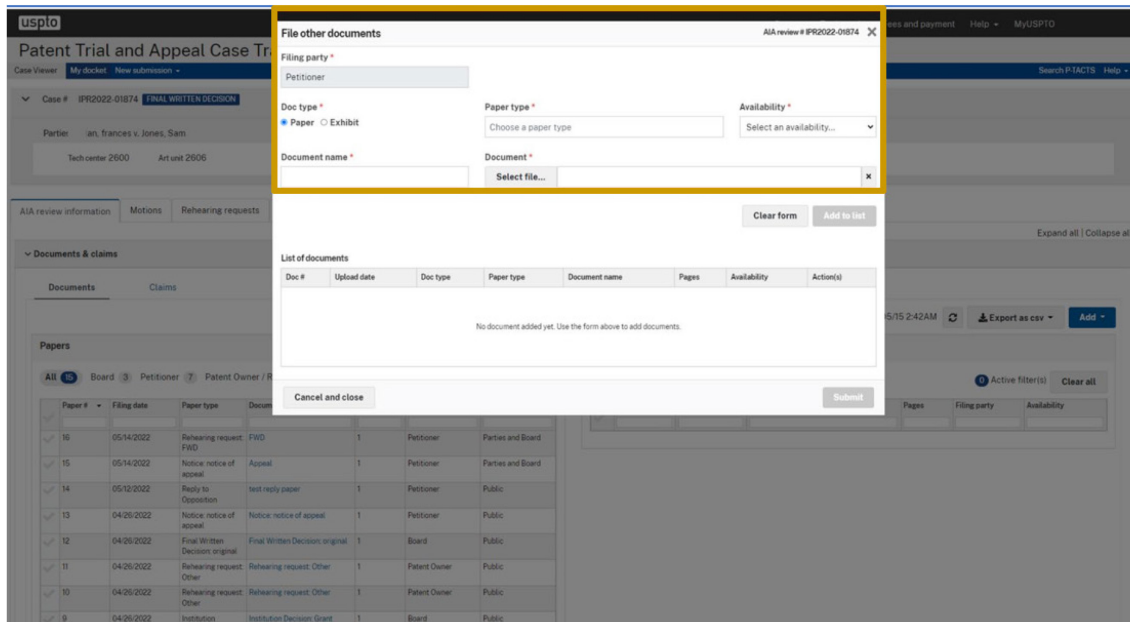 uspto
ees and payment Help MyUSPTO
Patent Trial and Appeal Case Tr
Case Viewer My docket New submission Search P-TACTS Help
Case # IPR2022-01874 FINAL WRITTEN DECISION
Partier an, frances v. Jones, Sam
Tech center 2600 Art unit 2606
File other documents AIA review # IPR2022-01874
Filing party *
Petitioner
Doc type * Paper type * Availability *
Paper Exhibit Choose a paper type Select an availability...
Document name * Document *
Select file...
Clear form Add to list
List of documents
Doc # Upload date Doc type Paper type Document name Pages Availability Action(s)
No document added yet. Use the form above to add documents.
Cancel and close Submit
AIA review information Motions Rehearing requests
Expand all | Collapse al
Documents & claims
Documents Claims
5/15 2:42AM Export as csv Add
Papers
All 15 Board 3 Petitioner 7 Patent Owner / R
0 Active filter(s) Clear all
Paper # Filing date Paper type Docum
Pages Filing party Availability
16 05/14/2022 Rehearing request: FWD 1 Petitioner Parties and Board
FWD
15 05/14/2022 Notice: notice of Appeal 1 Petitioner Parties and Board
appeal
14 05/12/2022 Reply to test reply paper 1 Petitioner Public
Opposition
13 04/26/2022 Notice: notice of Notice: notice of appeal 1 Petitioner Public
appeal
12 04/26/2022 Final Written Final Written Decision: original 1 Board Public
Decision: original
11 04/26/2022 Rehearing request: Rehearing request: Other 1 Patent Owner Public
Other
10 04/26/2022 Rehearing request: Rehearing request: Other 1 Patent Owner Public
Other
9 04/26/2022 Institution Institution Decision: Grant 1 Board Public